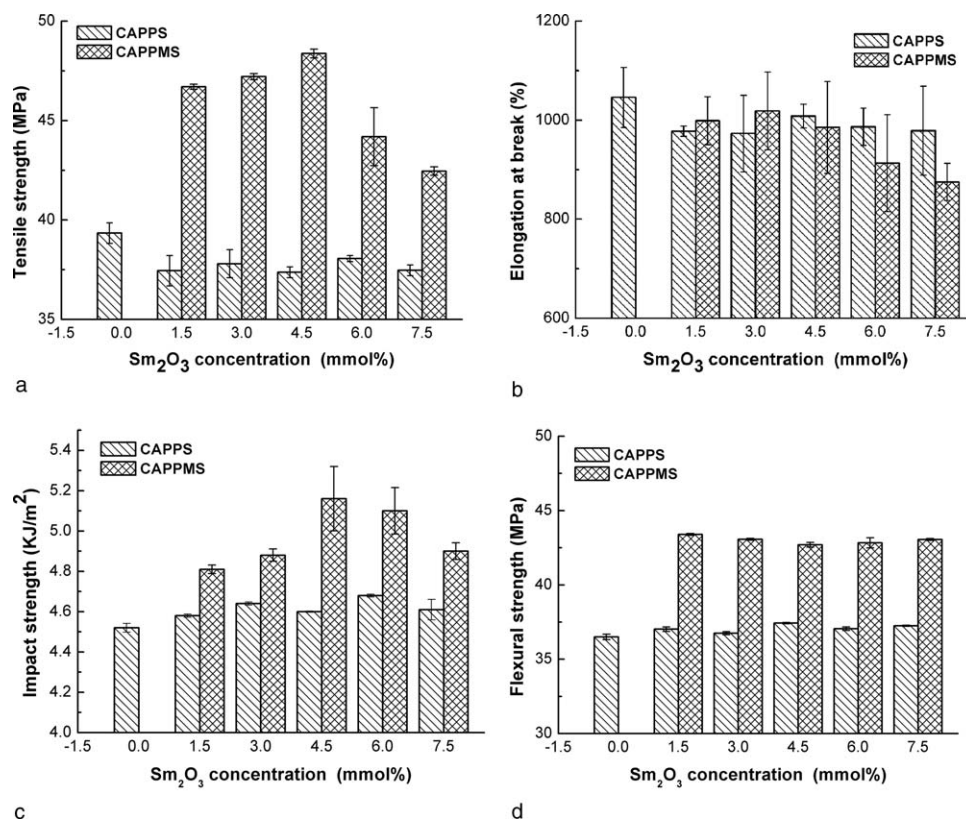 50
45
40
35
Tensile strength (MPa)
CAPPS
CAPPMS
-1.5 0.0 1.5 3.0 4.5 6.0 7.5
Sm₂O₃ concentration (mmol%)
a
1200
1000
800
600
Elongation at break (%)
CAPPS
CAPPMS
-1.5 0.0 1.5 3.0 4.5 6.0 7.5
Sm₂O₃ concentration (mmol%)
b
5.4
5.2
5.0
4.8
4.6
4.4
4.2
4.0
Impact strength (KJ/m²)
CAPPS
CAPPMS
-1.5 0.0 1.5 3.0 4.5 6.0 7.5
Sm₂O₃ concentration (mmol%)
c
50
45
40
35
30
Flexural strength (MPa)
CAPPS
CAPPMS
-1.5 0.0 1.5 3.0 4.5 6.0 7.5
Sm₂O₃ concentration (mmol%)
d